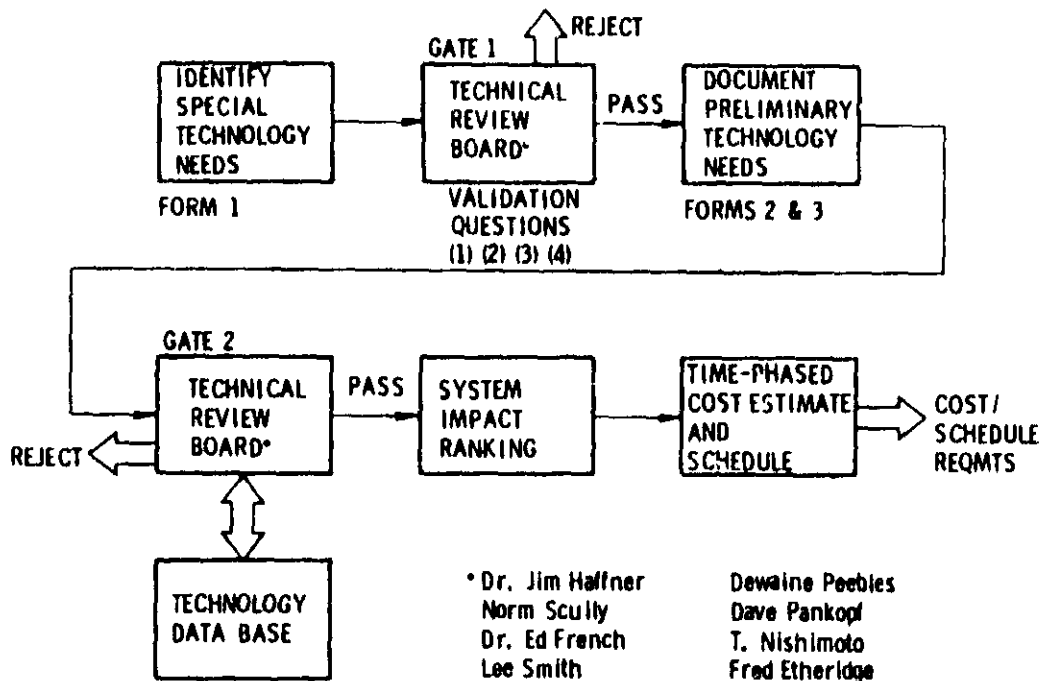 REJECT
GATE 1
IDENTIFY
SPECIAL
TECHNOLOGY
NEEDS
FORM 1
TECHNICAL
REVIEW
BOARD*
VALIDATION
QUESTIONS
(1) (2) (3) (4)
PASS
DOCUMENT
PRELIMINARY
TECHNOLOGY
NEEDS
FORMS 2 & 3
GATE 2
TECHNICAL
REVIEW
BOARD*
REJECT
PASS
SYSTEM
IMPACT
RANKING
TIME-PHASED
COST ESTIMATE
AND
SCHEDULE
COST/
SCHEDULE
REQMTS
TECHNOLOGY
DATA BASE
* Dr. Jim Haffner
Norm Scully
Dr. Ed French
Lee Smith
Dewaine Peebles
Dave Pankopf
T. Nishimoto
Fred Etheridge